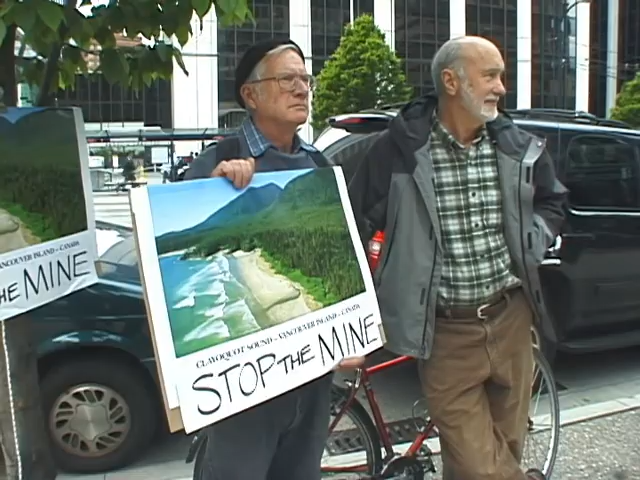 VANCOUVER ISLAND - CANADA
THE MINE
CLAYOQUOT SOUND - VANCOUVER ISLAND - CANADA
STOP THE MINE